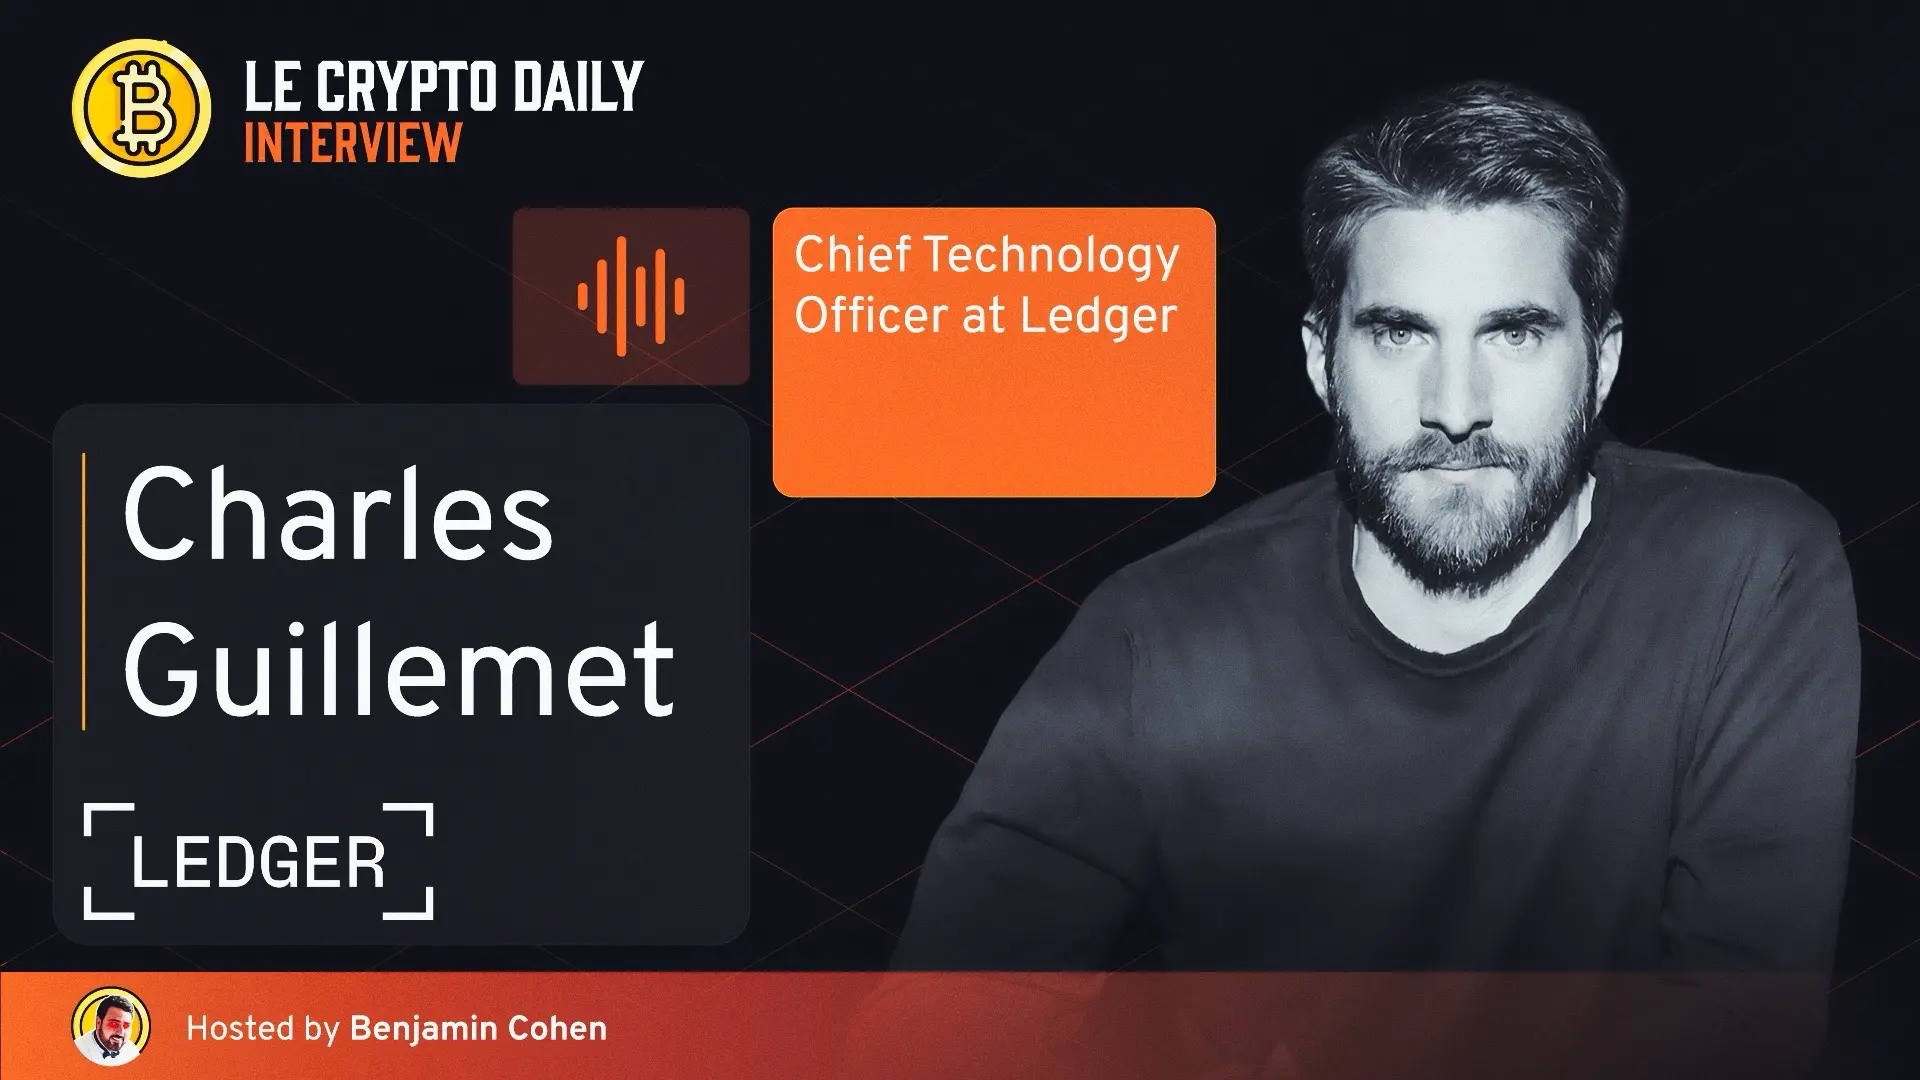 LE CRYPTO DAILY
INTERVIEW
Chief Technology
Officer at Ledger
Charles
Guillemet
LEDGER
Hosted by Benjamin Cohen